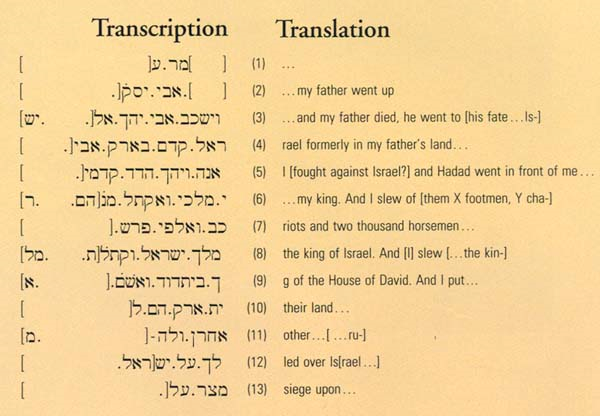 Transcription Translation
[ ]מר.ע[ ] (1) ...
[ ].אבי.יסק[. ] (2) ...my father went up
וישכב.אבי.יהך.אל[. .יש] (3) ...and my father died, he went to [his fate...Is-]
ראל.קדם.בארק.אבי[. ] (4) rael formerly in my father's land...
אנה.ויהך.הדד.קדמי[. ] (5) I [fought against Israel?] and Hadad went in front of me...
י.מלכי.ואקתל.מנ[הם. .ר] (6) ...my king. And I slew of [them X footmen, Y cha-]
כב.ואלפי.פרש.[ ] (7) riots and two thousand horsemen...
מלך.ישראל.וקתל[ת. .מל] (8) the king of Israel. And [I] slew [...the kin-]
ך.ביתדוד.ואשם.[ .א] (9) g of the House of David. And I put...
ית.ארק.הם.ל[ ] (10) their land...
אחרן.ולה-[ .מ] (11) other...[ ...ru-]
לך.על.יש[ראל. ] (12) led over Is[rael...]
מצר.על.[ ] (13) siege upon...